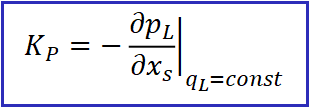 K_P = − ∂p_L/∂x_s |_{q_L=const}